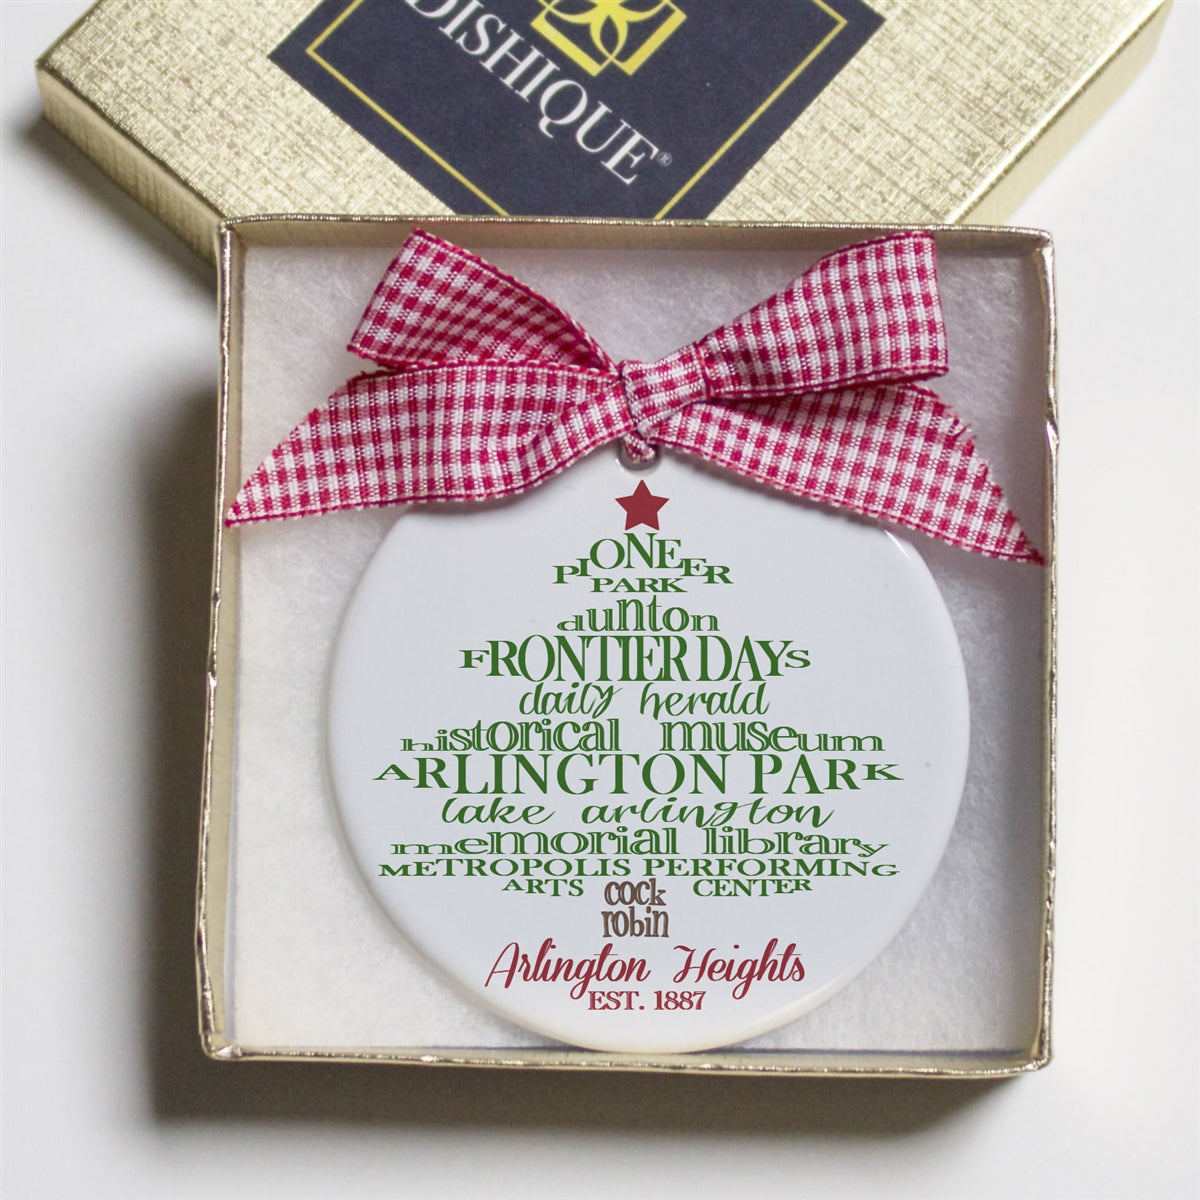 DISHIQUE®
PIONEER
PARK
dunton
FRONTIER DAYS
daily herald
historical museum
ARLINGTON PARK
lake arlington
memorial library
METROPOLIS PERFORMING
ARTS cock CENTER
robin
Arlington Heights
EST. 1887